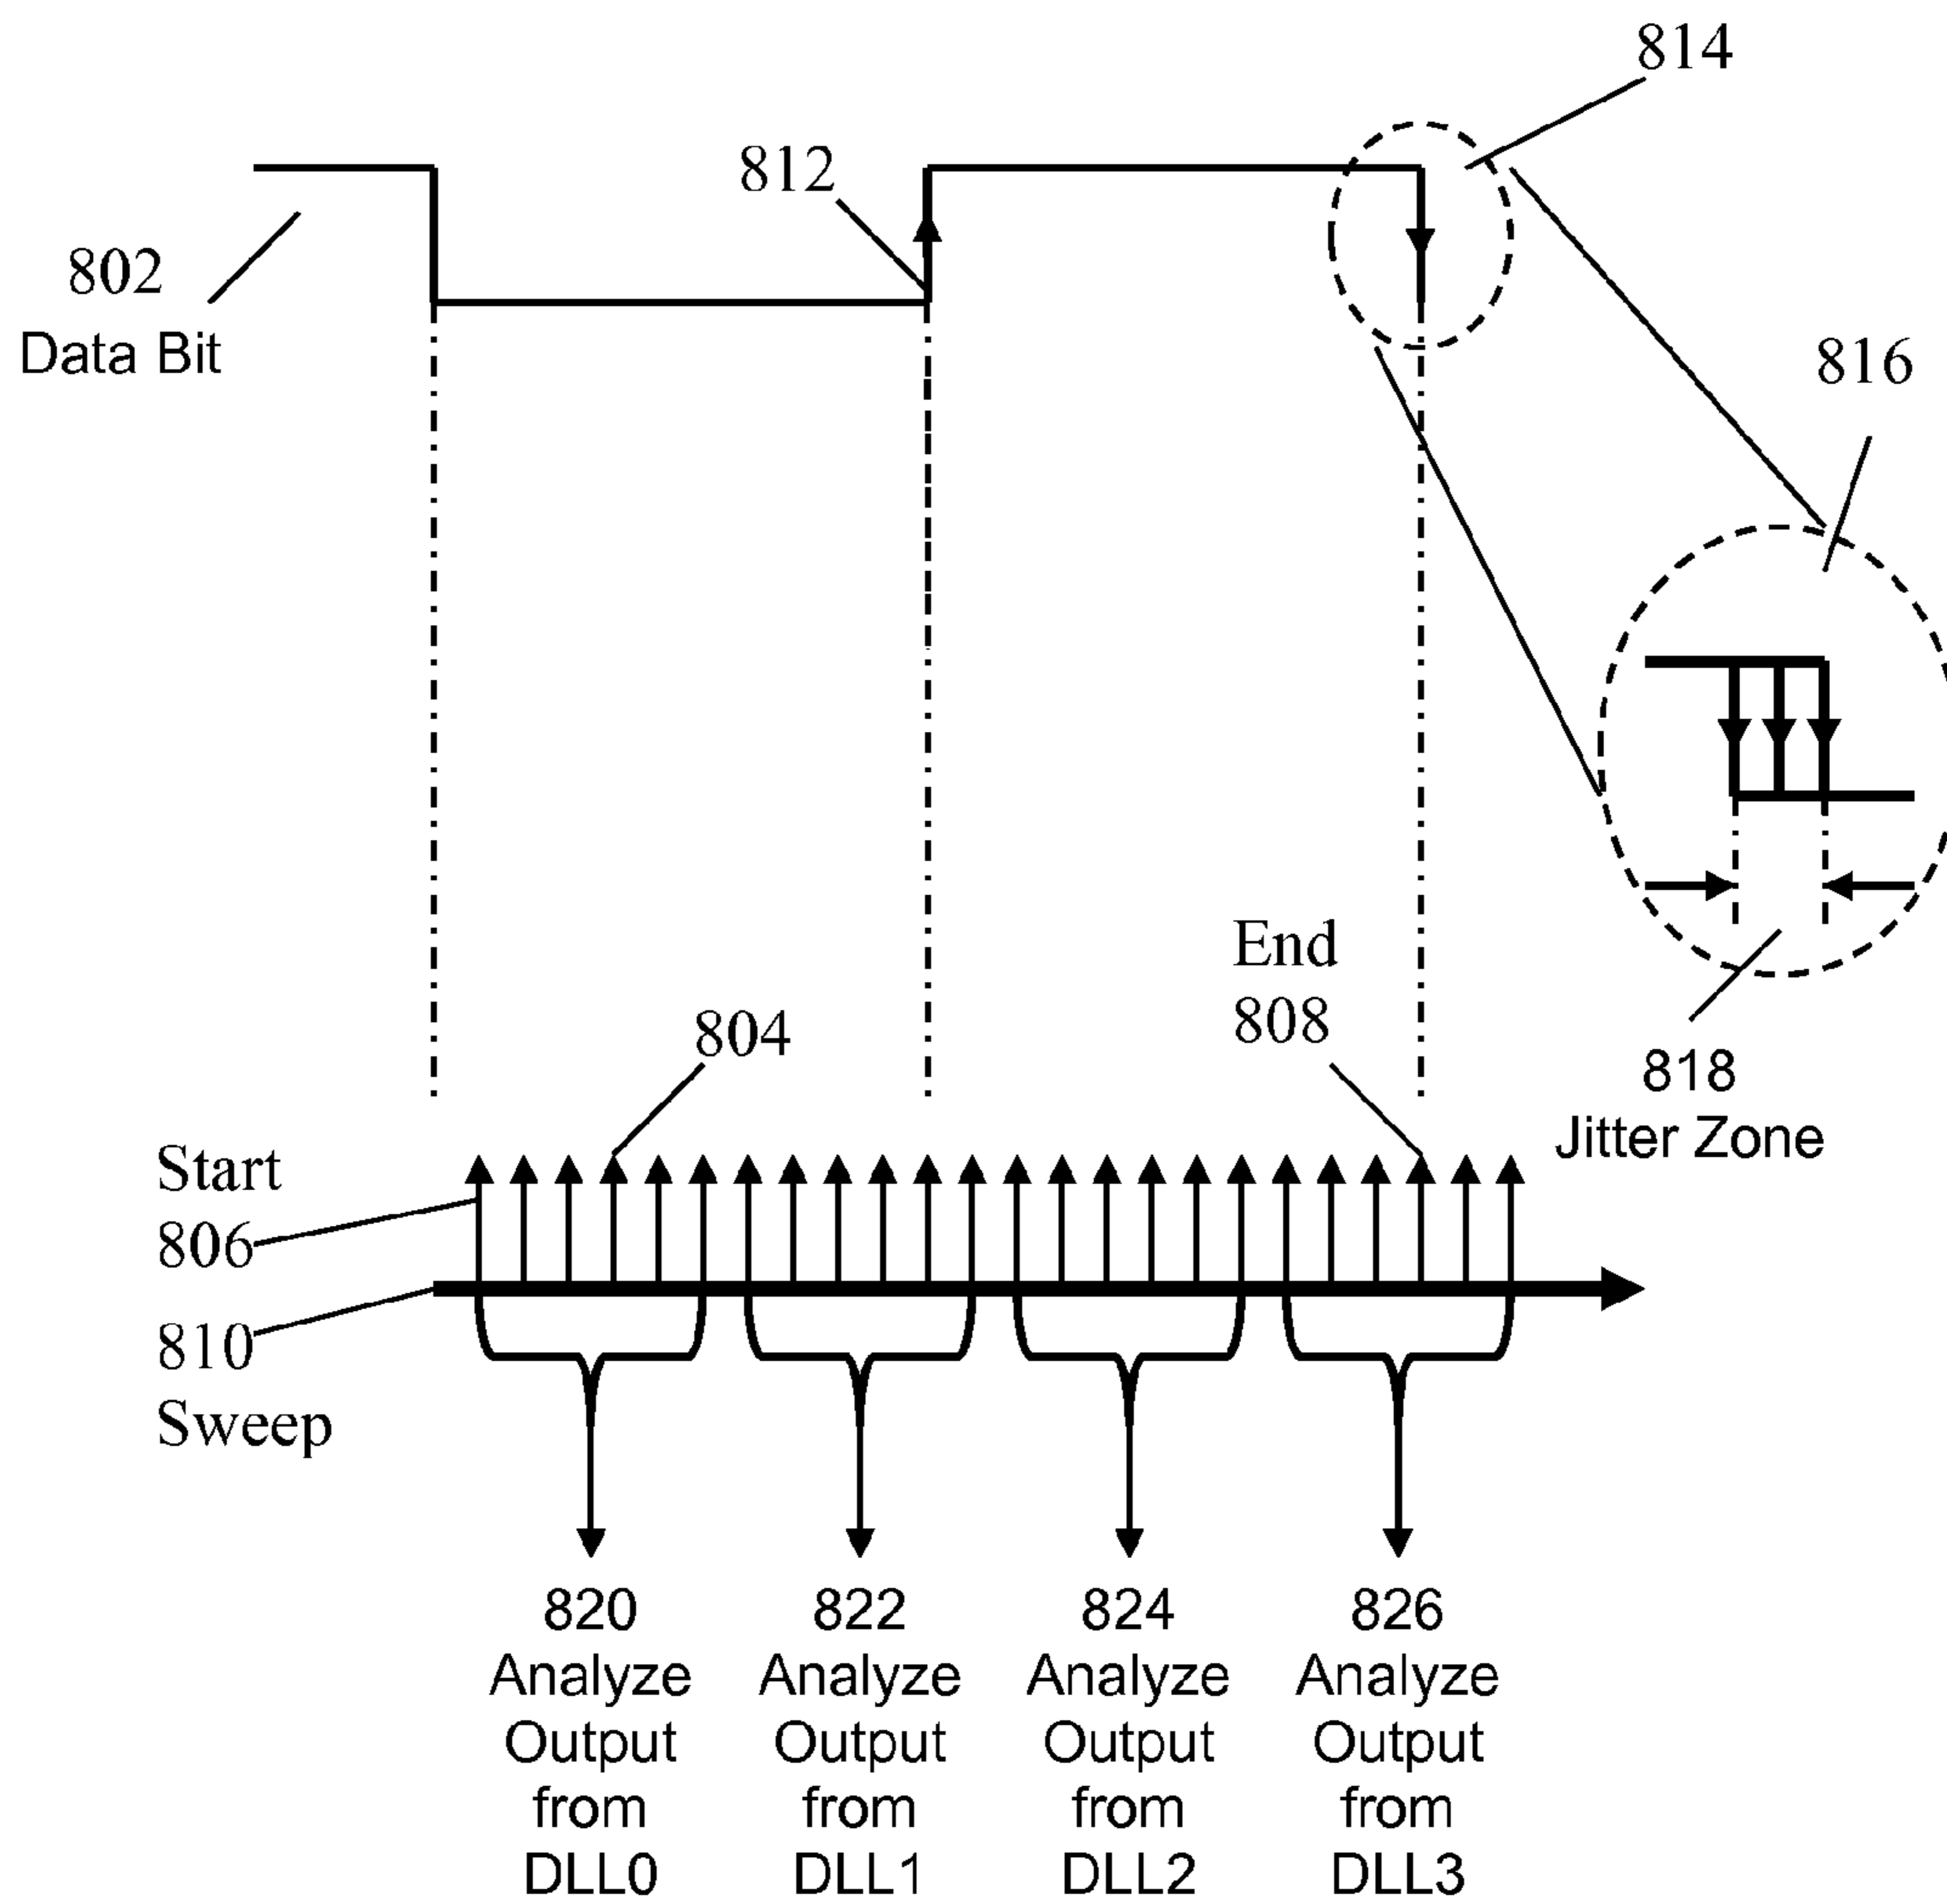 814
812
802
Data Bit
816
End
808
804
818
Jitter Zone
Start
806
810
Sweep
820
Analyze
Output
from
DLL0
822
Analyze
Output
from
DLL1
824
Analyze
Output
from
DLL2
826
Analyze
Output
from
DLL3